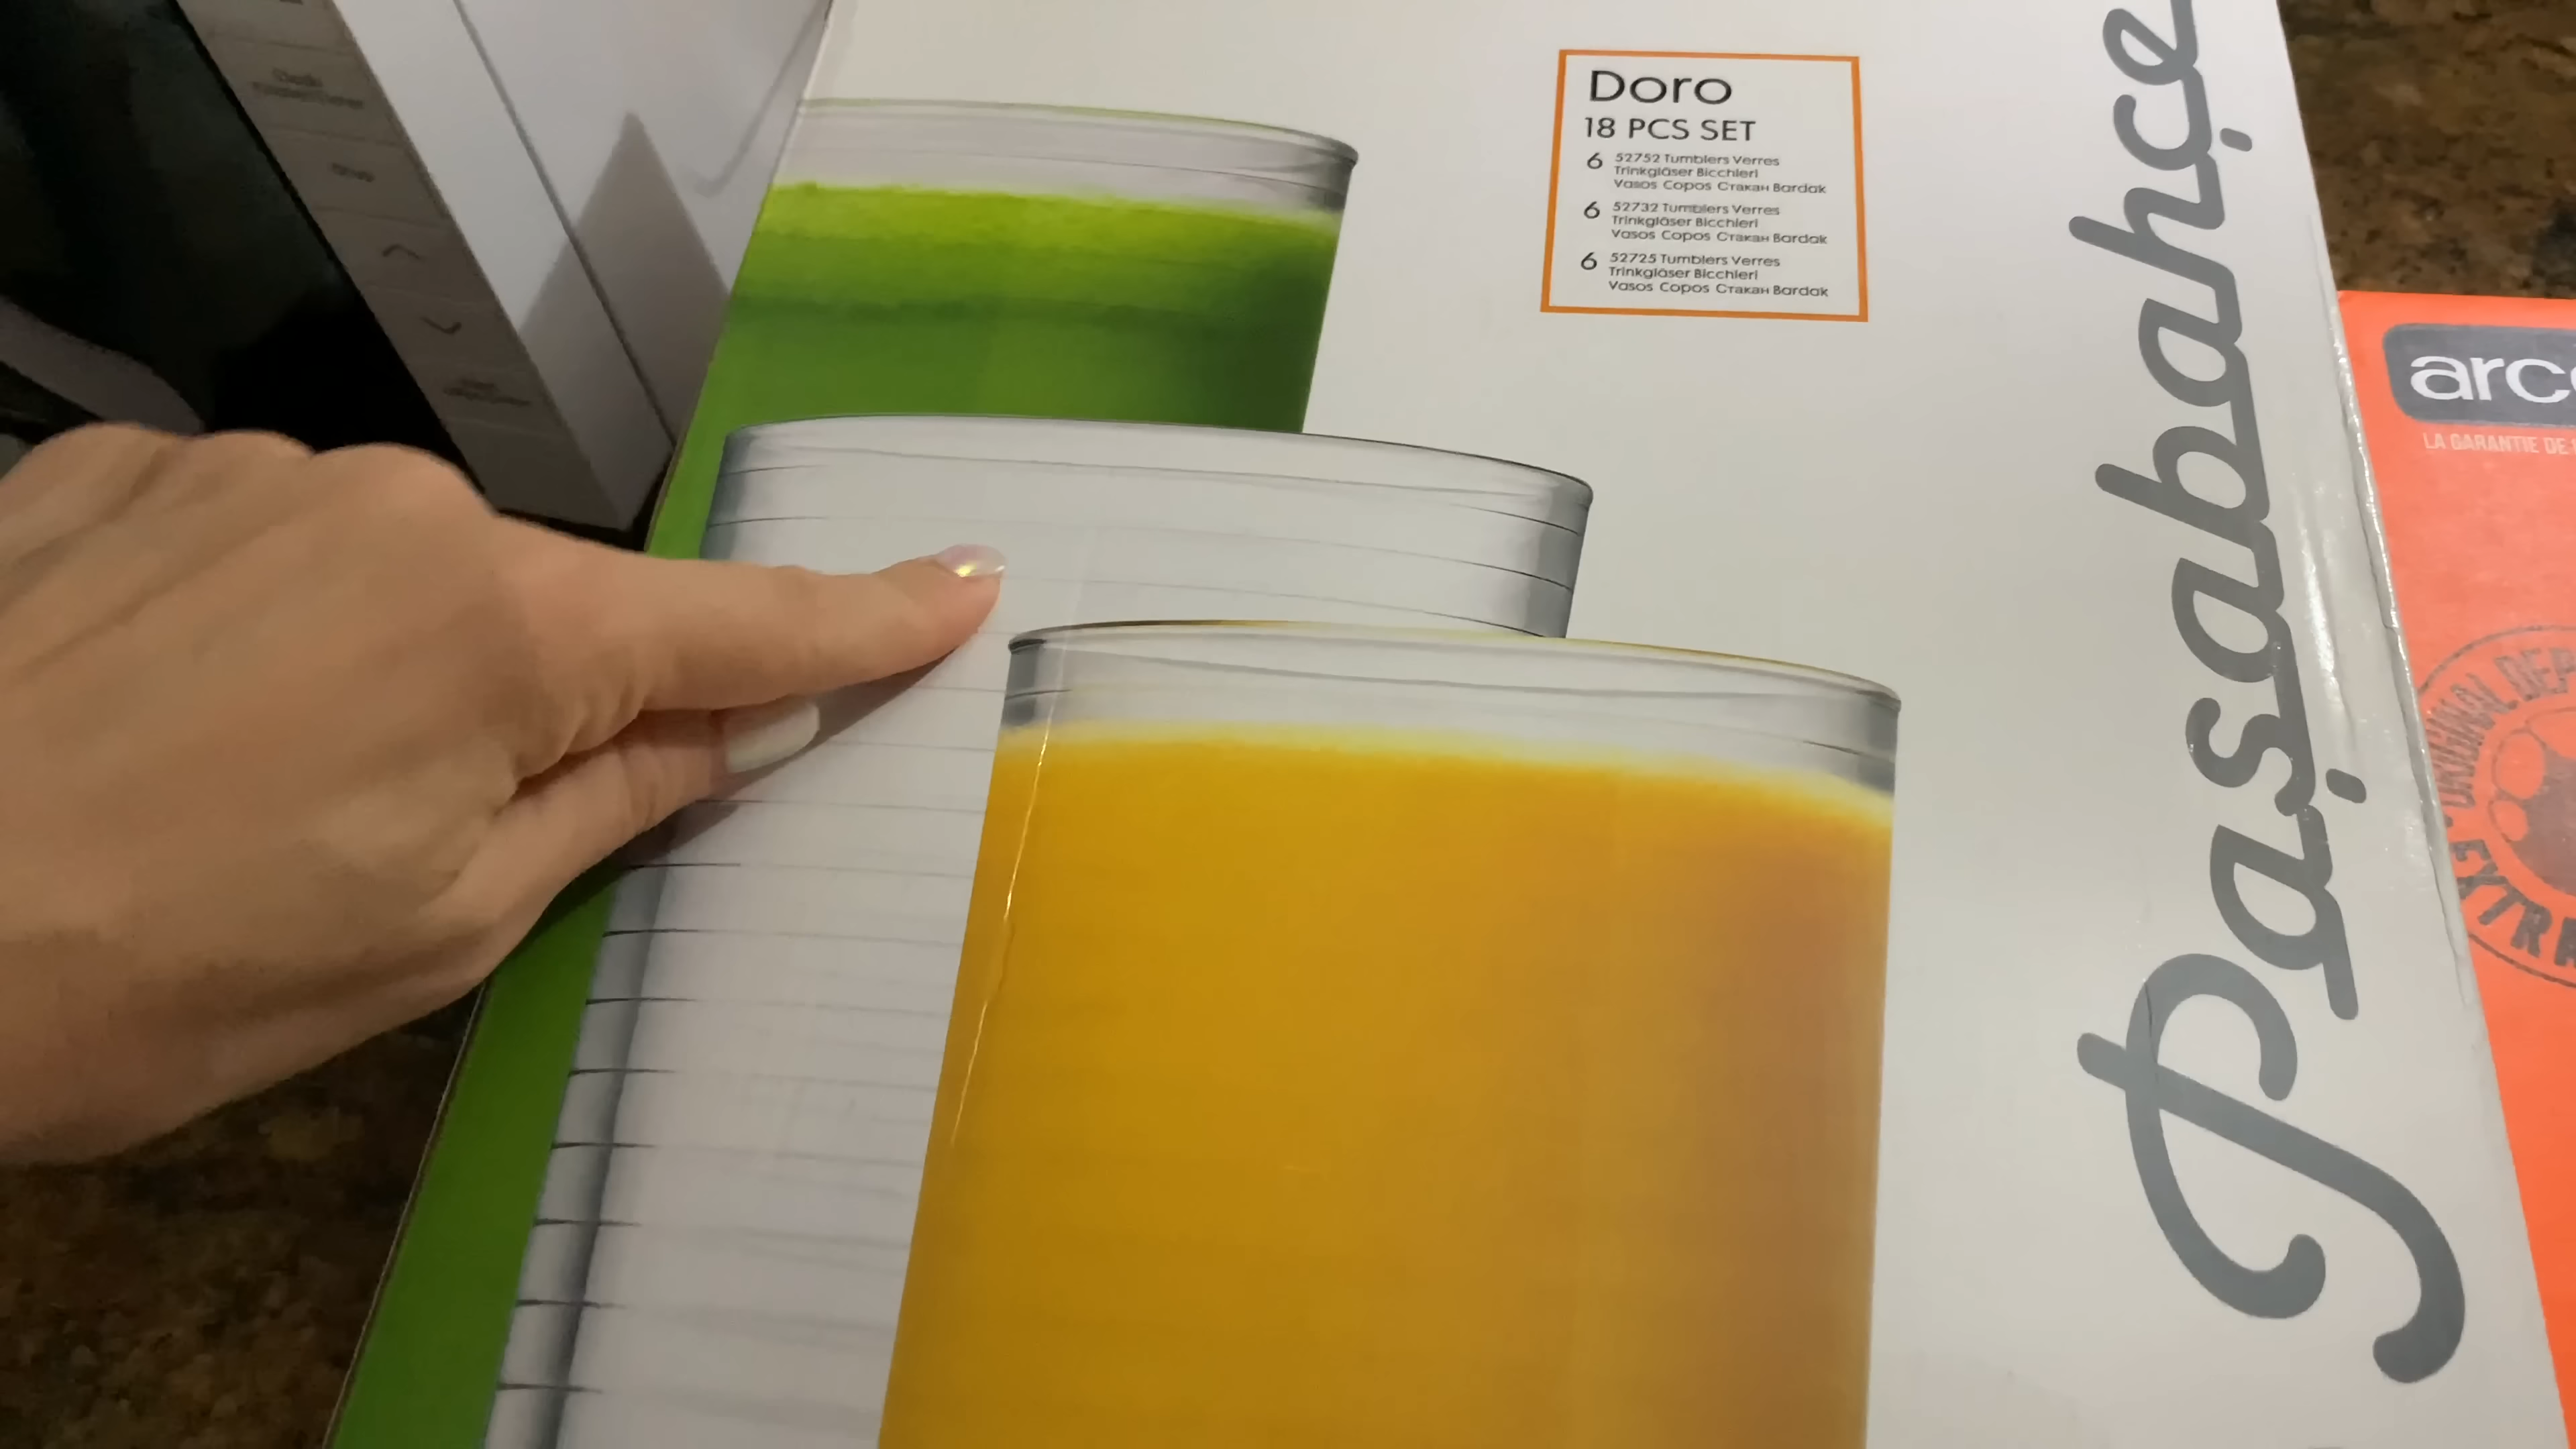 Doro
18 PCS SET
6 52752 Tumblers Verres
Trinkgläser Bicchieri
Vasos Copos Стакан Bardak
6 52732 Tumblers Verres
Trinkgläser Bicchieri
Vasos Copos Стакан Bardak
6 52725 Tumblers Verres
Trinkgläser Bicchieri
Vasos Copos Стакан Bardak
Paşabahçe
arc
LA GARANTIE DE
ORIGINAL
EXTRA